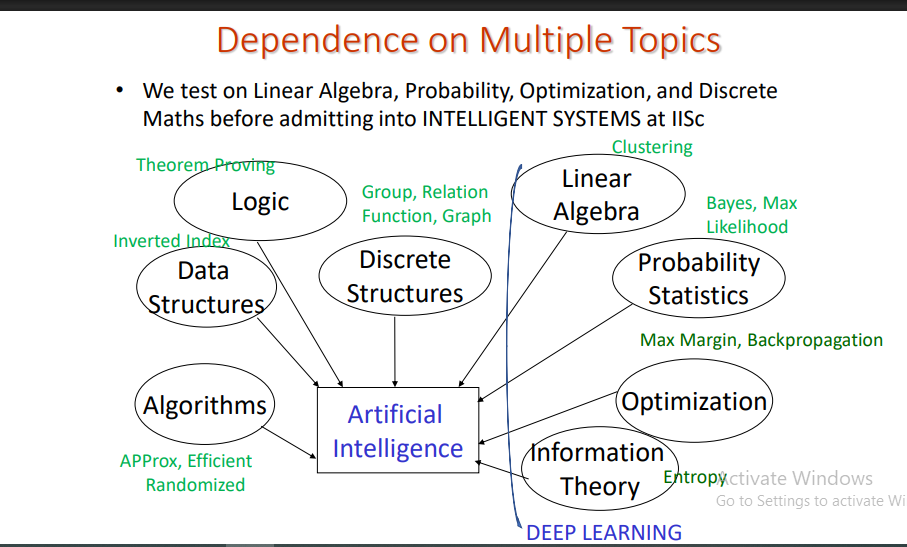 Dependence on Multiple Topics
• We test on Linear Algebra, Probability, Optimization, and Discrete
Maths before admitting into INTELLIGENT SYSTEMS at IISc
Clustering
Theorem Proving
Logic
Group, Relation
Function, Graph
Linear
Algebra
Bayes, Max
Likelihood
Inverted Index
Data
Structures
Discrete
Structures
Probability
Statistics
Max Margin, Backpropagation
Algorithms
Artificial
Intelligence
Optimization
APProx, Efficient
Randomized
Information
Theory
Entropy
Activate Windows
Go to Settings to activate Wi
DEEP LEARNING